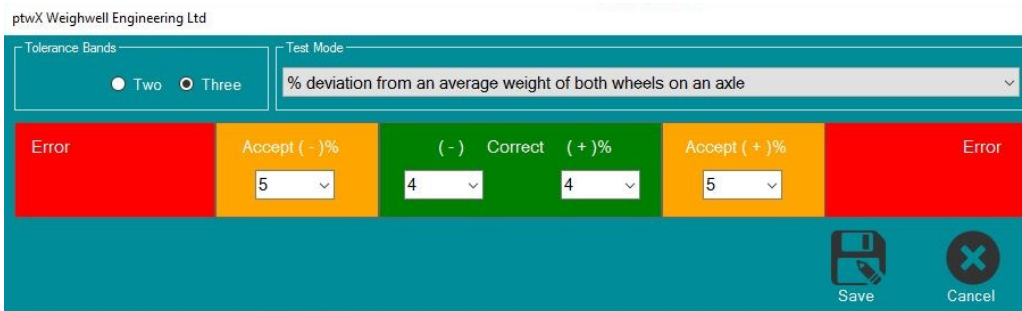 ptwX Weighwell Engineering Ltd
Tolerance Bands
Test Mode
Two Three
% deviation from an average weight of both wheels on an axle
Error Accept ( - )% ( - ) Correct ( + )% Accept ( + )% Error
5 4 4 5
Save Cancel